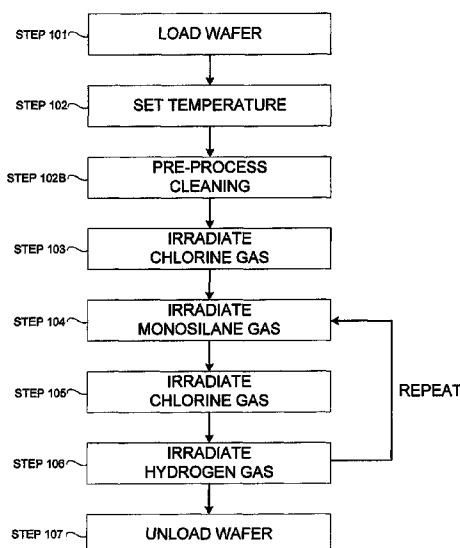 STEP 101
LOAD WAFER
STEP 102
SET TEMPERATURE
STEP 102B
PRE-PROCESS
CLEANING
STEP 103
IRRADIATE
CHLORINE GAS
STEP 104
IRRADIATE
MONOSILANE GAS
REPEAT
STEP 105
IRRADIATE
CHLORINE GAS
STEP 106
IRRADIATE
HYDROGEN GAS
STEP 107
UNLOAD WAFER